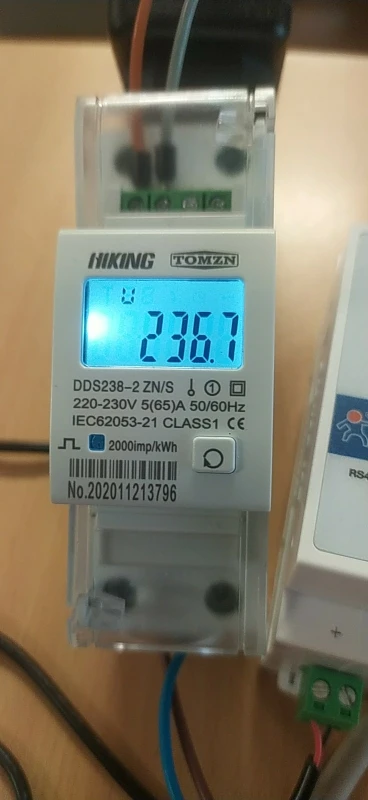 HIKING TOMZN
U
236.7
DDS238-2 ZN/S 1
220-230V 5(65)A 50/60Hz
IEC62053-21 CLASS1 CE
2000imp/kWh
No.202011213796
RS4
+